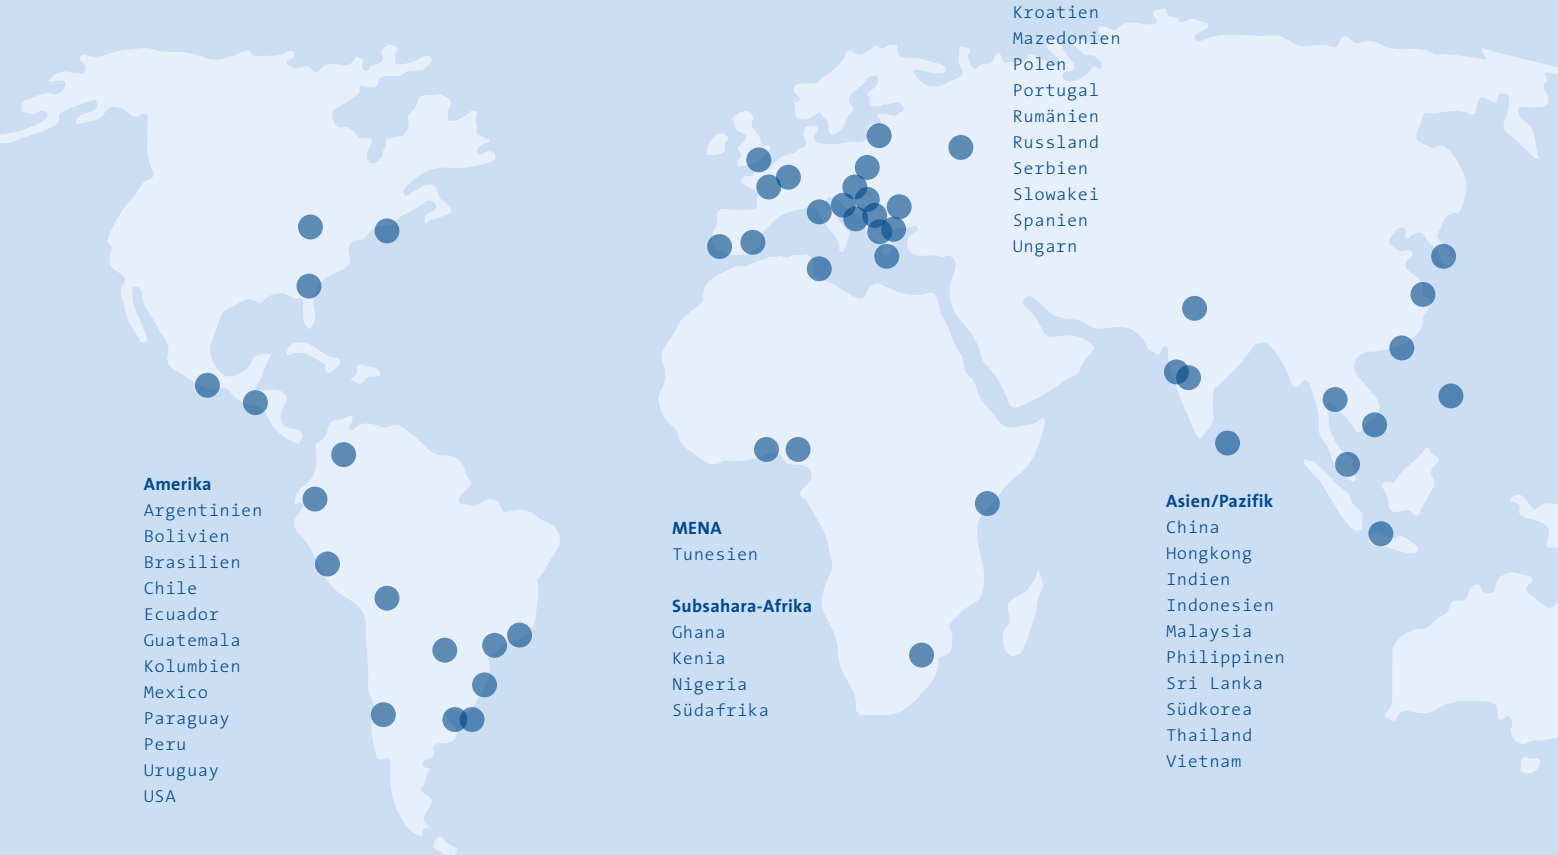 Kroatien
Mazedonien
Polen
Portugal
Rumänien
Russland
Serbien
Slowakei
Spanien
Ungarn
Amerika
Argentinien
Bolivien
Brasilien
Chile
Ecuador
Guatemala
Kolumbien
Mexico
Paraguay
Peru
Uruguay
USA
MENA
Tunesien
Subsahara-Afrika
Ghana
Kenia
Nigeria
Südafrika
Asien/Pazifik
China
Hongkong
Indien
Indonesien
Malaysia
Philippinen
Sri Lanka
Südkorea
Thailand
Vietnam